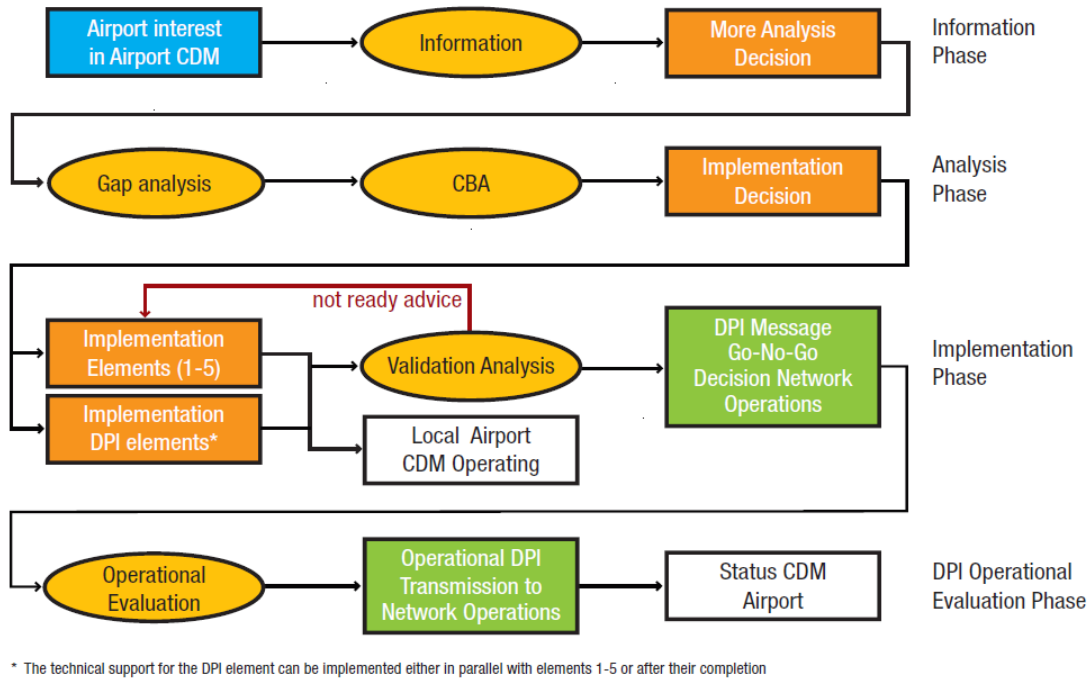 Airport interest
in Airport CDM
Information
More Analysis
Decision
Information
Phase
Gap analysis
CBA
Implementation
Decision
Analysis
Phase
not ready advice
Implementation
Elements (1-5)
Validation Analysis
DPI Message
Go-No-Go
Decision Network
Operations
Implementation
Phase
Implementation
DPI elements*
Local Airport
CDM Operating
Operational
Evaluation
Operational DPI
Transmission to
Network Operations
Status CDM
Airport
DPI Operational
Evaluation Phase
* The technical support for the DPI element can be implemented either in parallel with elements 1-5 or after their completion